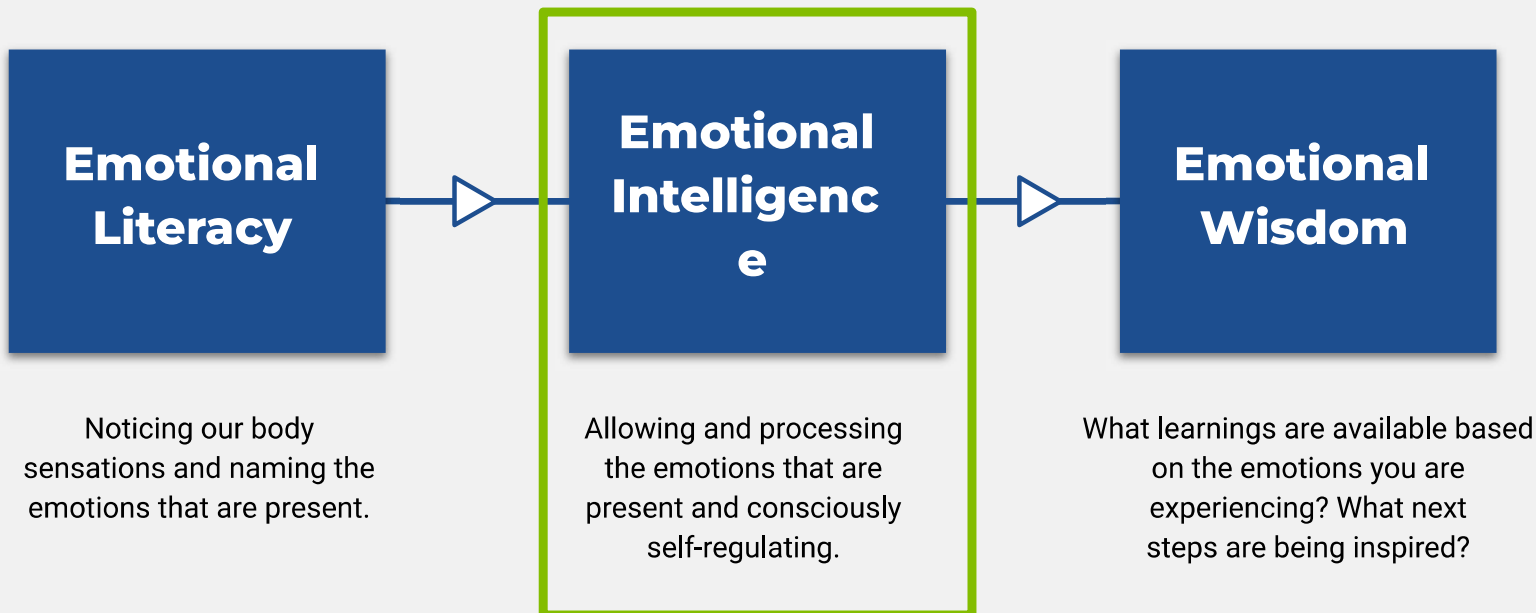 Emotional
Literacy
Emotional
Intelligenc
e
Emotional
Wisdom
Noticing our body
sensations and naming the
emotions that are present.
Allowing and processing
the emotions that are
present and consciously
self-regulating.
What learnings are available based
on the emotions you are
experiencing? What next
steps are being inspired?